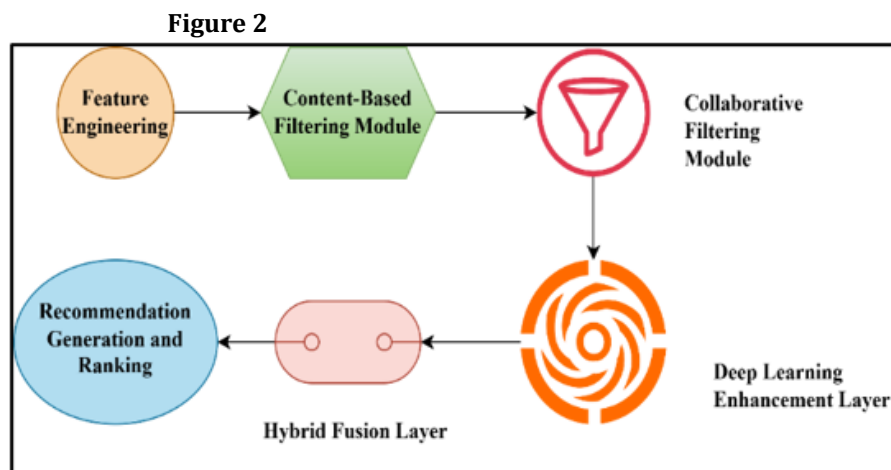 Figure 2
Feature
Engineering
Content-Based
Filtering Module
Collaborative
Filtering
Module
Recommendation
Generation and
Ranking
Hybrid Fusion Layer
Deep Learning
Enhancement Layer